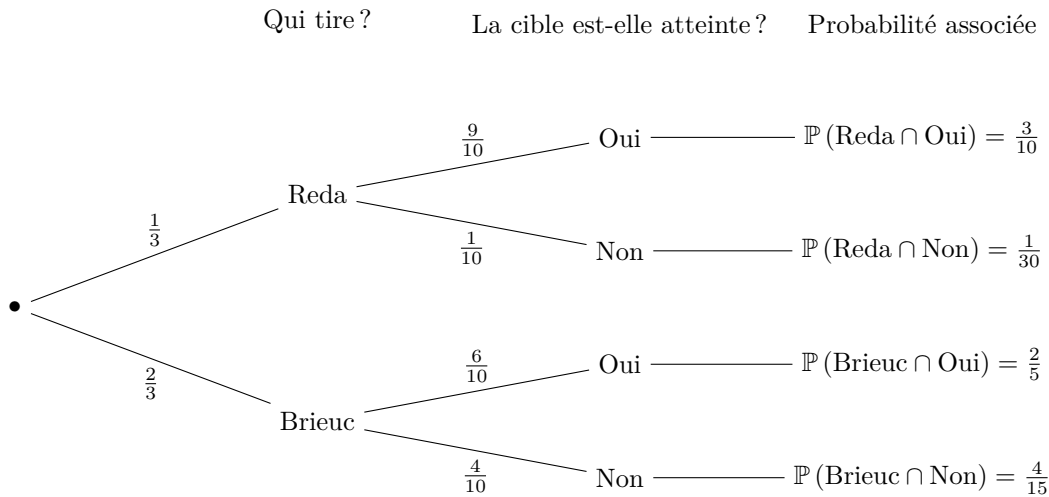 Qui tire ? La cible est-elle atteinte ? Probabilité associée
9/10 Oui ℙ (Reda ∩ Oui) = 3/10
1/3 Reda
1/10 Non ℙ (Reda ∩ Non) = 1/30
•
6/10 Oui ℙ (Brieuc ∩ Oui) = 2/5
2/3 Brieuc
4/10 Non ℙ (Brieuc ∩ Non) = 4/15